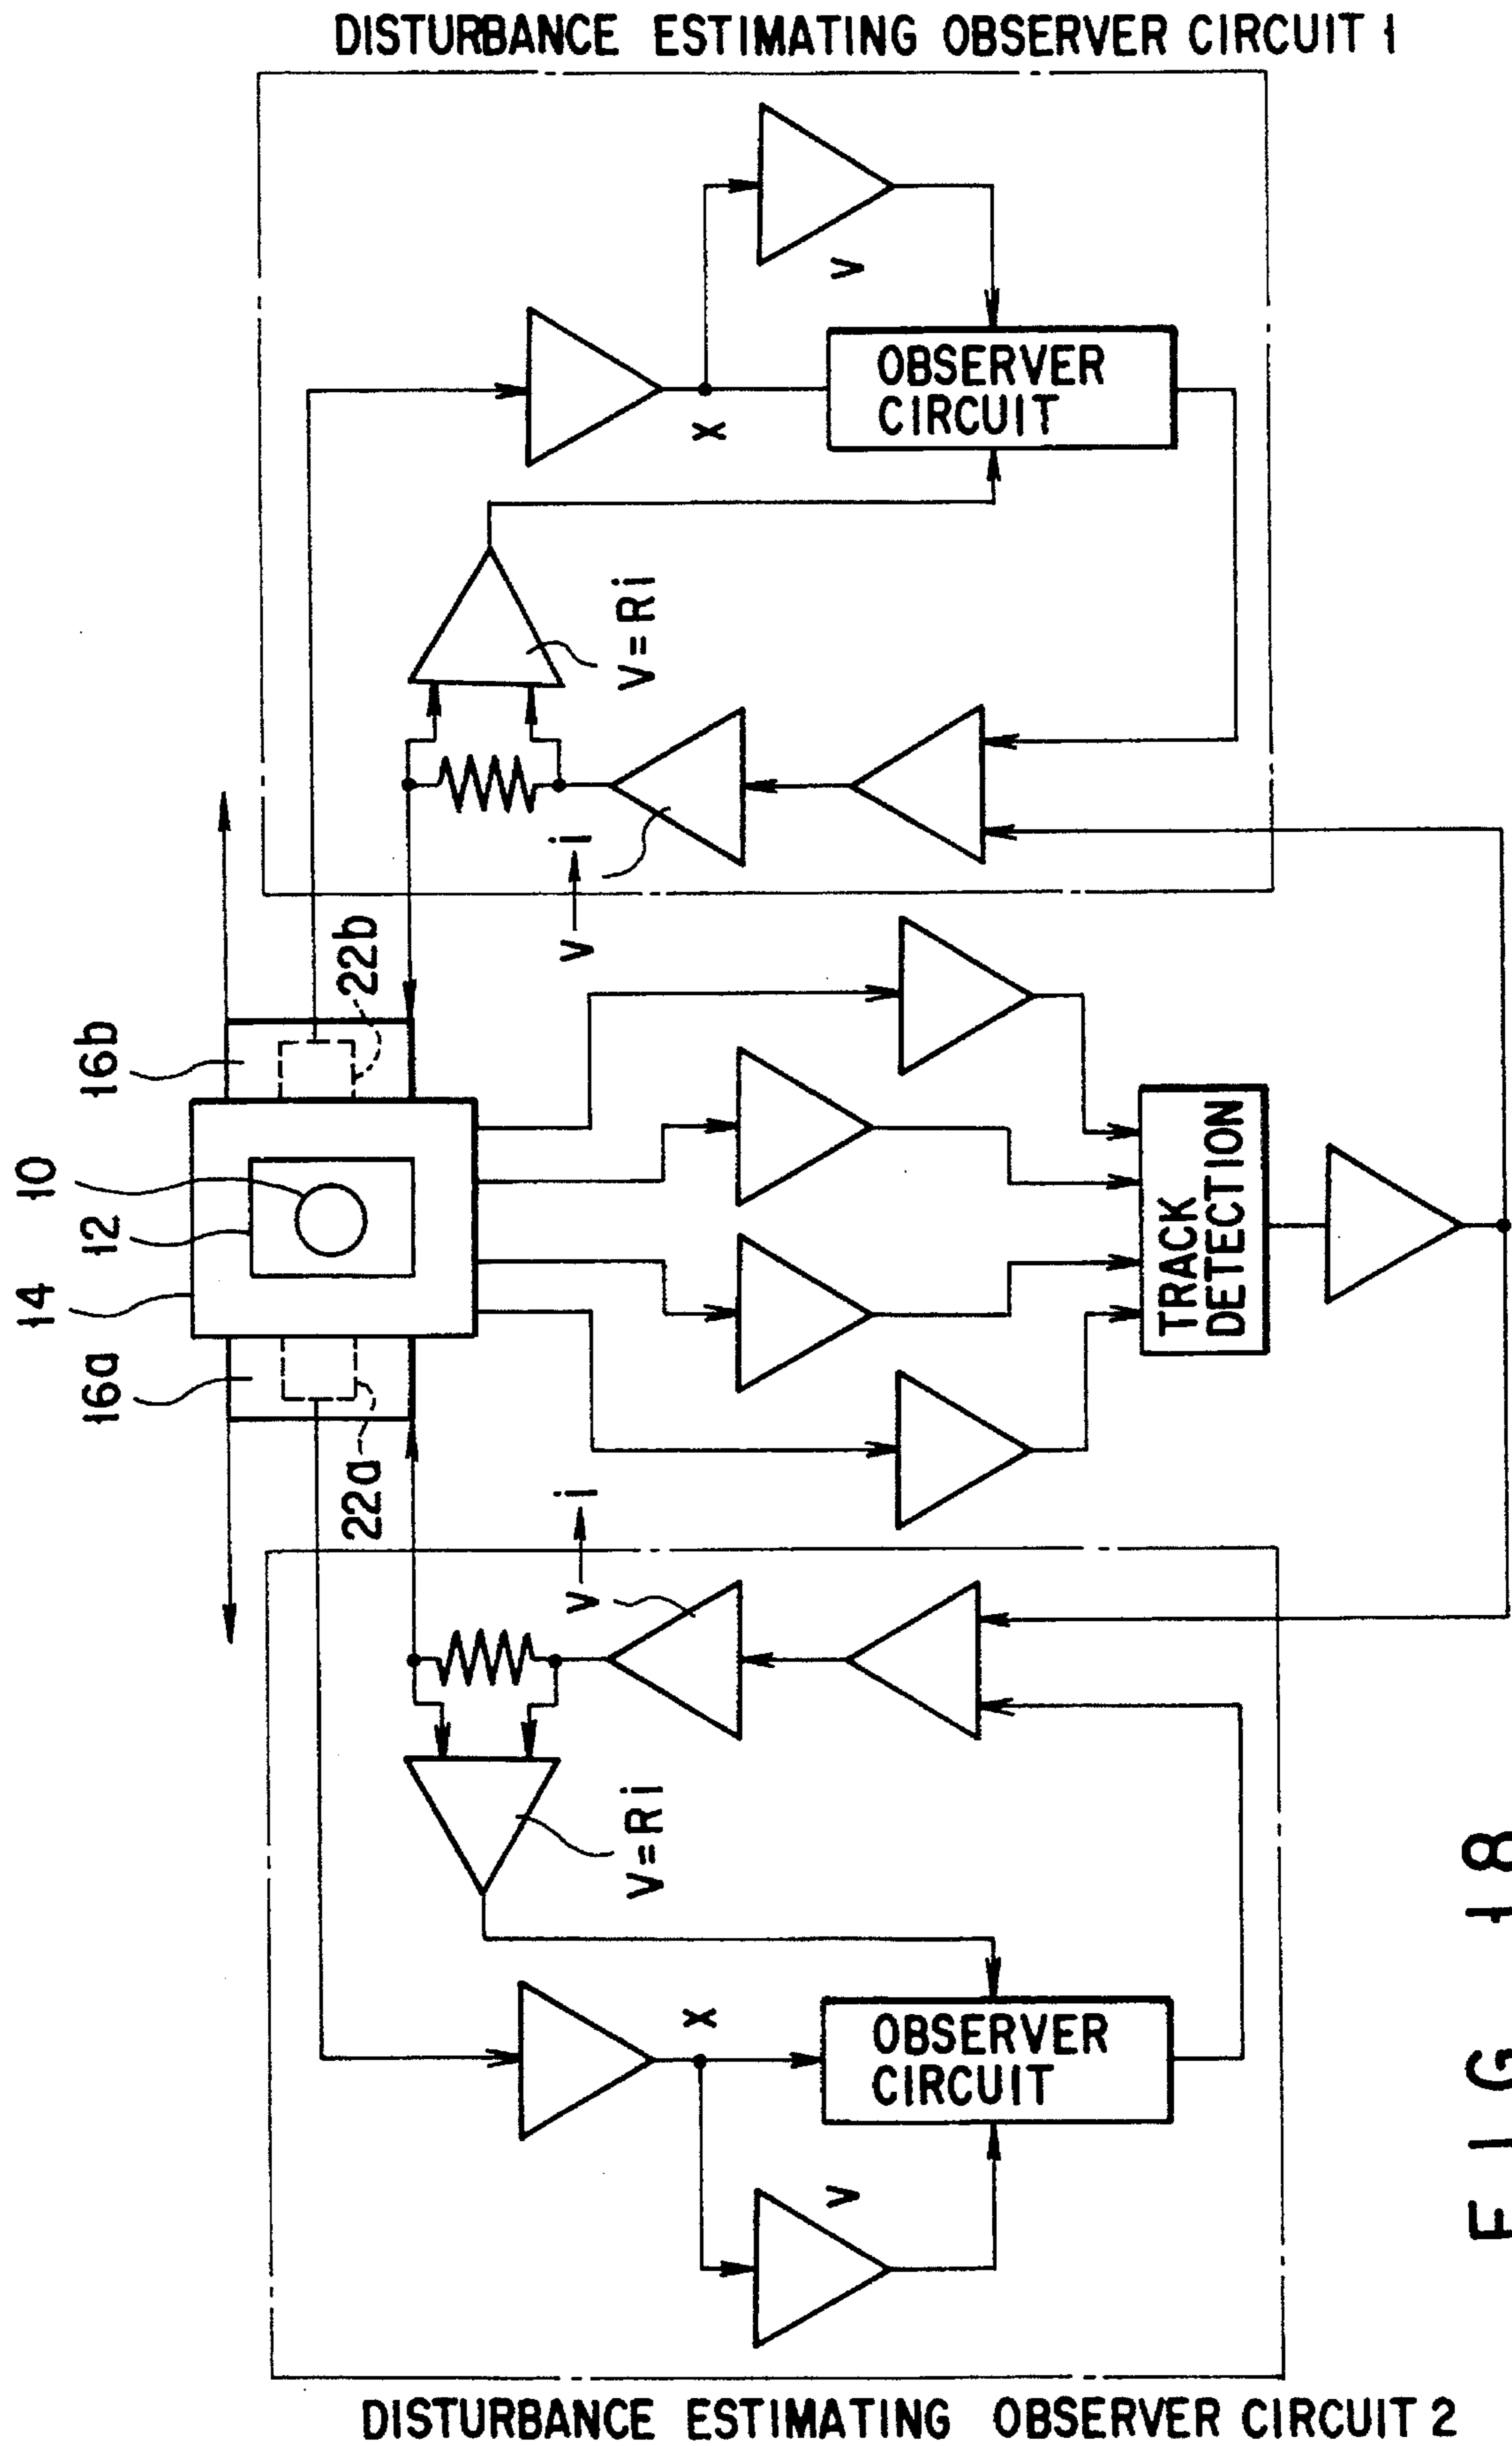 DISTURBANCE ESTIMATING OBSERVER CIRCUIT 1
V
X
OBSERVER
CIRCUIT
V=Ri
V → i
22b
16b
10
12
14
16a
22a
TRACK
DETECTION
V → i
V=Ri
X
OBSERVER
CIRCUIT
V
DISTURBANCE ESTIMATING OBSERVER CIRCUIT 2
FIG 18